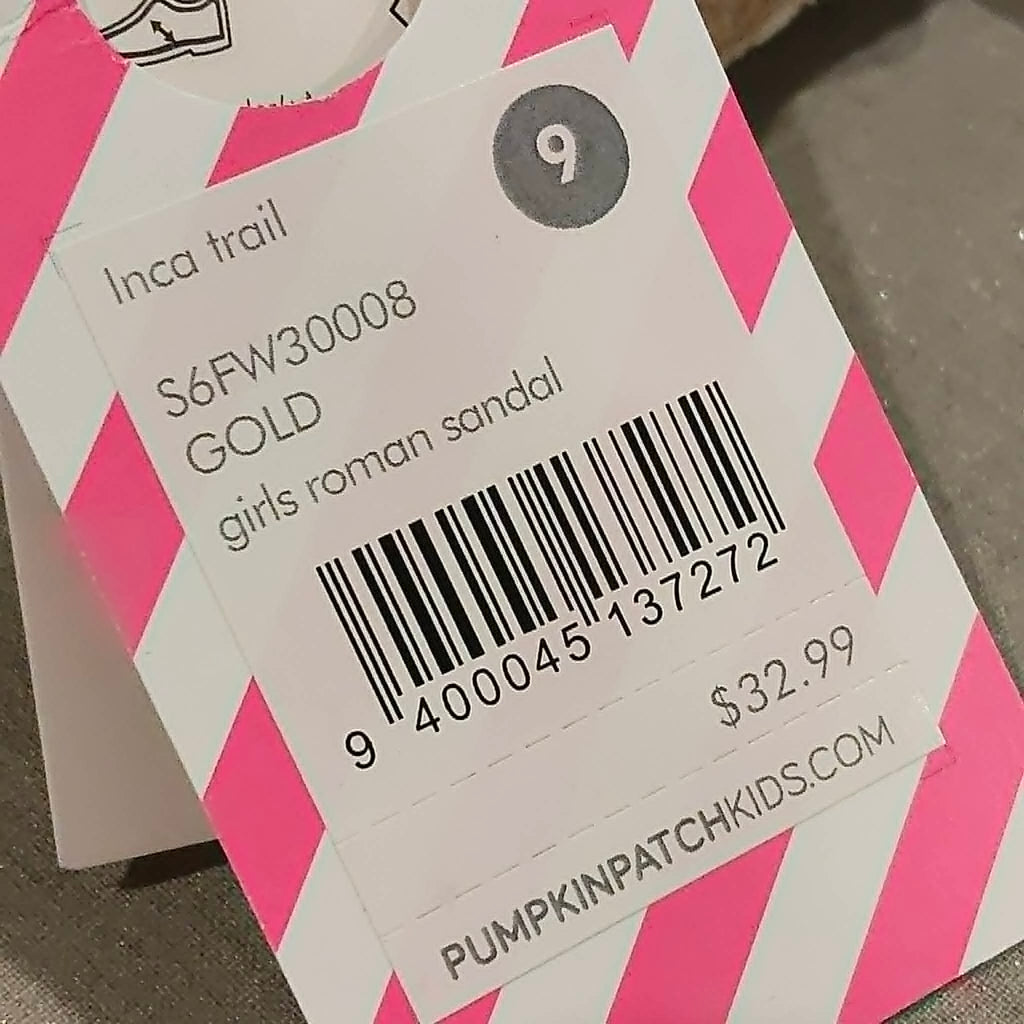 9
Inca trail
S6FW30008
GOLD
girls roman sandal
9 400045 137272
$32.99
PUMPKINPATCHKIDS.COM